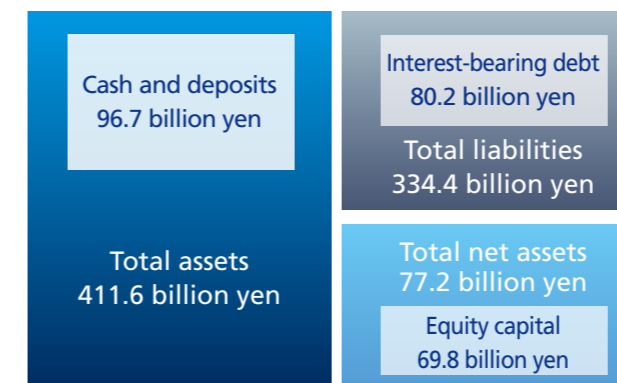 Cash and deposits
96.7 billion yen
Total assets
411.6 billion yen
Interest-bearing debt
80.2 billion yen
Total liabilities
334.4 billion yen
Total net assets
77.2 billion yen
Equity capital
69.8 billion yen